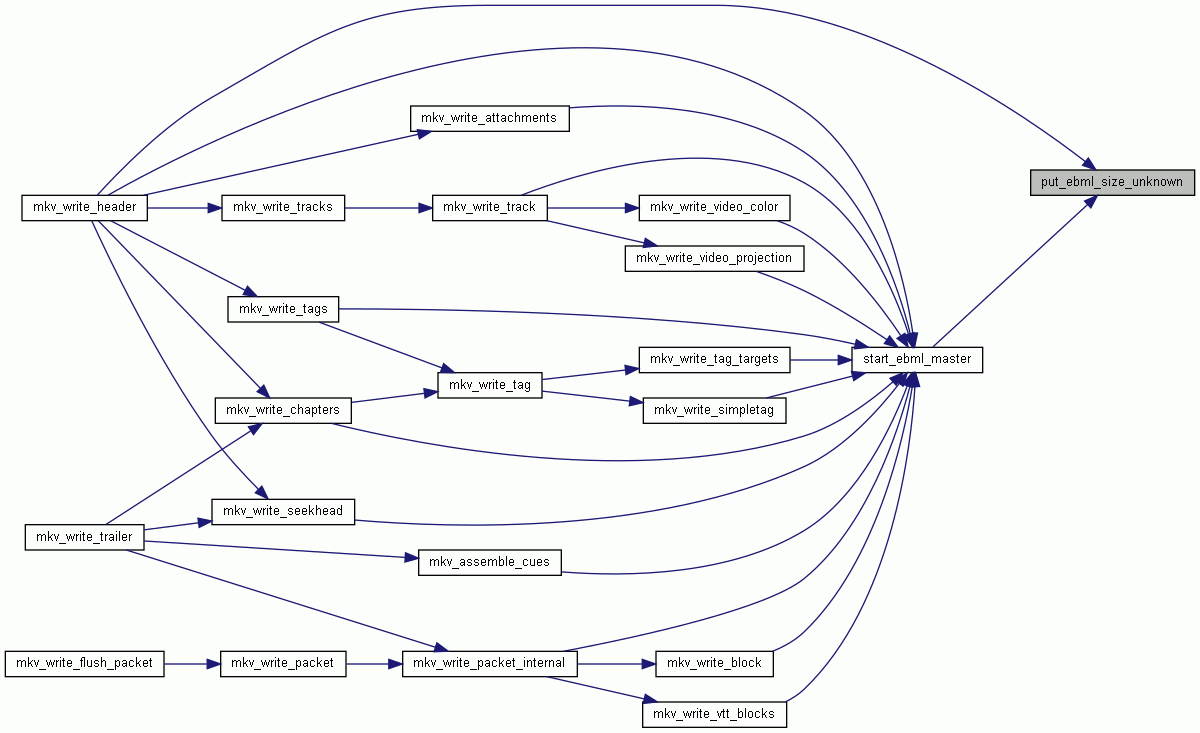 mkv_write_attachments
put_ebml_size_unknown
mkv_write_header
mkv_write_tracks
mkv_write_track
mkv_write_video_color
mkv_write_video_projection
mkv_write_tags
mkv_write_tag_targets
start_ebml_master
mkv_write_tag
mkv_write_chapters
mkv_write_simpletag
mkv_write_seekhead
mkv_write_trailer
mkv_assemble_cues
mkv_write_flush_packet
mkv_write_packet
mkv_write_packet_internal
mkv_write_block
mkv_write_vtt_blocks